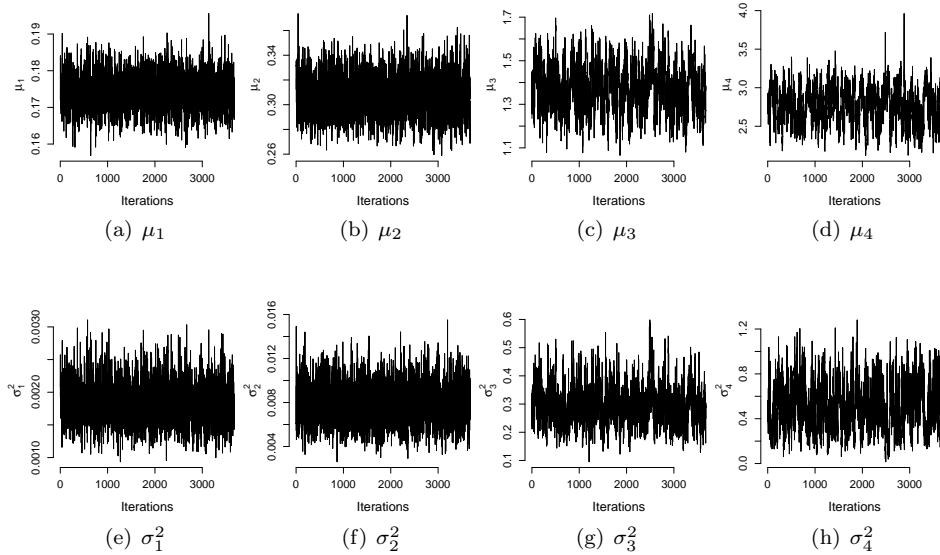 0.16 0.17 0.18 0.19
μ1
0 1000 2000 3000
Iterations
(a) μ₁
0.26 0.30 0.34
μ2
0 1000 2000 3000
Iterations
(b) μ₂
1.1 1.3 1.5 1.7
μ3
0 1000 2000 3000
Iterations
(c) μ₃
2.5 3.0 3.5 4.0
μ4
0 1000 2000 3000
Iterations
(d) μ₄
0.0010 0.0020 0.0030
σ₁²
0 1000 2000 3000
Iterations
(e) σ₁²
0.004 0.008 0.012 0.016
σ₂²
0 1000 2000 3000
Iterations
(f) σ₂²
0.1 0.2 0.3 0.4 0.5 0.6
σ₃²
0 1000 2000 3000
Iterations
(g) σ₃²
0.0 0.4 0.8 1.2
σ₄²
0 1000 2000 3000
Iterations
(h) σ₄²